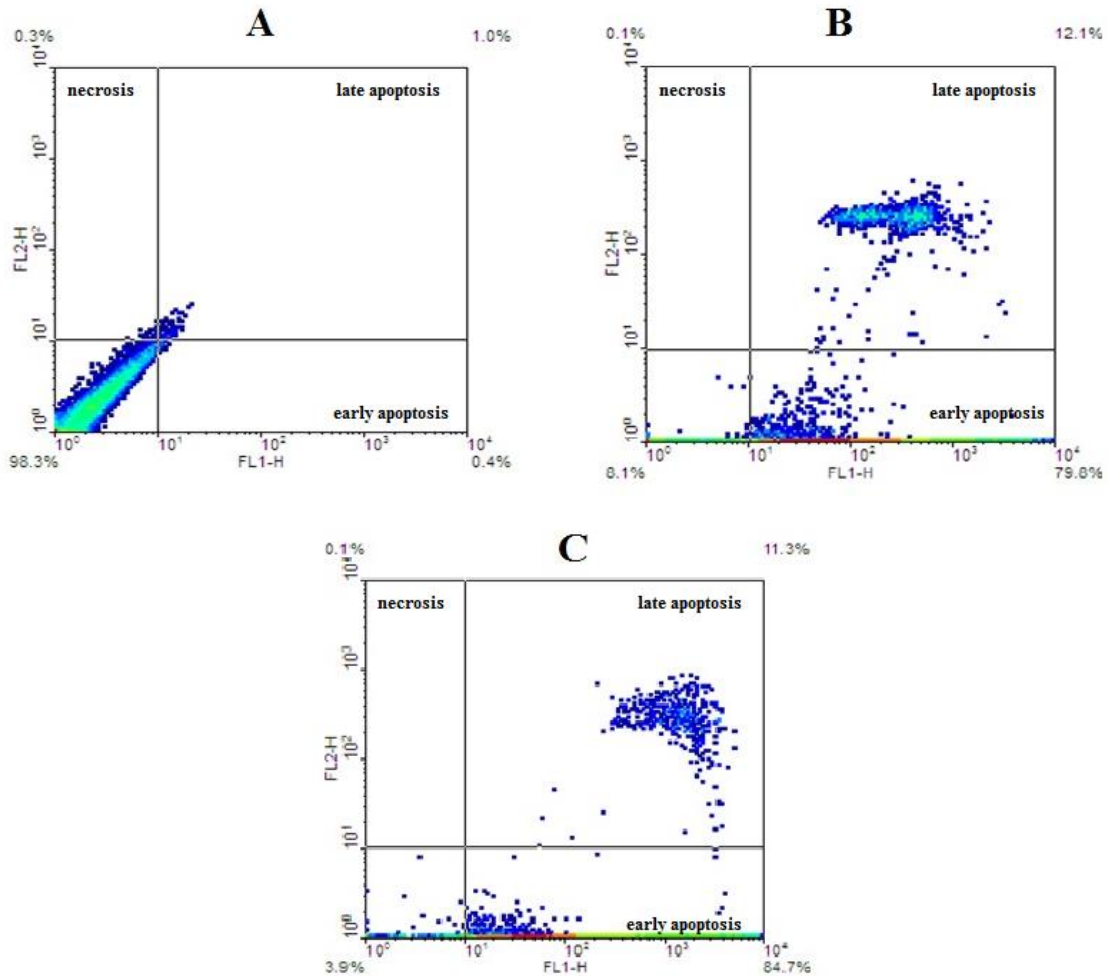 A
0.3% 1.0%
10⁴
necrosis late apoptosis
10³
FL2-H
10²
10¹
early apoptosis
10⁰
10⁰ 10¹ 10² 10³ 10⁴
98.3% FL1-H 0.4%
B
0.1% 12.1%
10⁴
necrosis late apoptosis
10³
FL2-H
10²
10¹
early apoptosis
10⁰
10⁰ 10¹ 10² 10³ 10⁴
8.1% FL1-H 79.8%
C
0.1% 11.3%
10⁴
necrosis late apoptosis
10³
FL2-H
10²
10¹
early apoptosis
10⁰
10⁰ 10¹ 10² 10³ 10⁴
3.9% FL1-H 84.7%